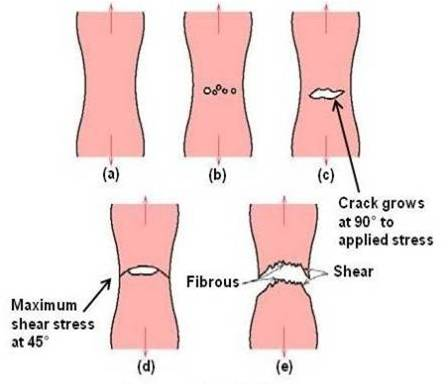 (a)
(b)
(c)
Crack grows
at 90° to
applied stress
Maximum
shear stress
at 45°
(d)
Fibrous
Shear
(e)